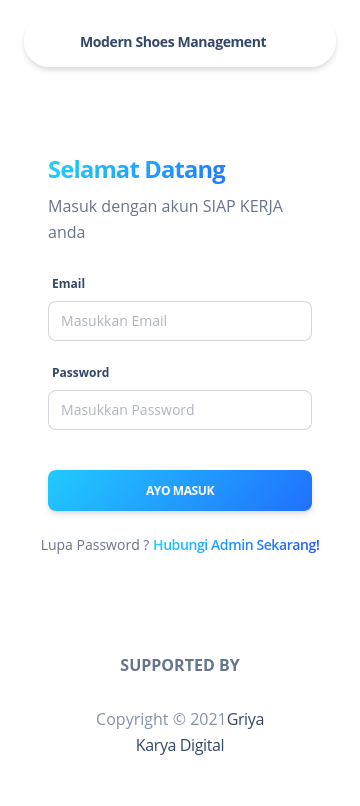 Modern Shoes Management
Selamat Datang
Masuk dengan akun SIAP KERJA
anda
Email
Masukkan Email
Password
Masukkan Password
AYO MASUK
Lupa Password ? Hubungi Admin Sekarang!
SUPPORTED BY
Copyright © 2021Griya
Karya Digital